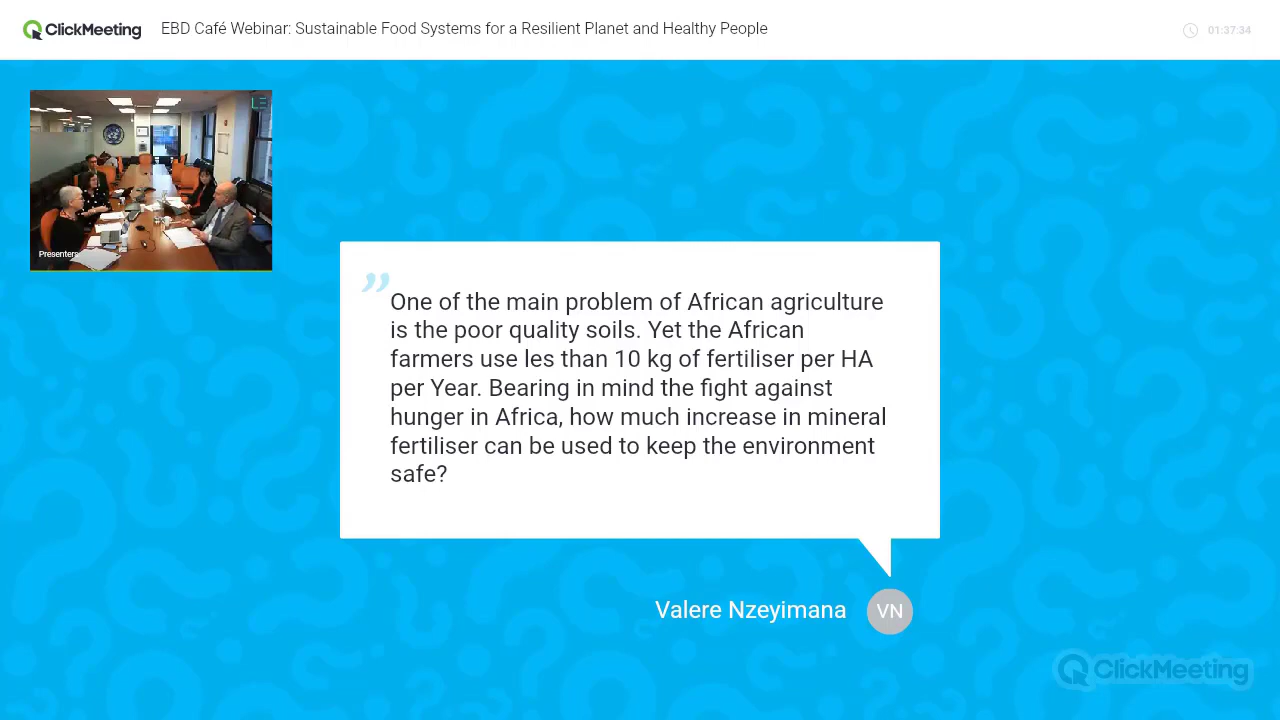 ClickMeeting
EBD Café Webinar: Sustainable Food Systems for a Resilient Planet and Healthy People
01:37:34
Presenters
One of the main problem of African agriculture
is the poor quality soils. Yet the African
farmers use les than 10 kg of fertiliser per HA
per Year. Bearing in mind the fight against
hunger in Africa, how much increase in mineral
fertiliser can be used to keep the environment
safe?
Valere Nzeyimana
VN
ClickMeeting